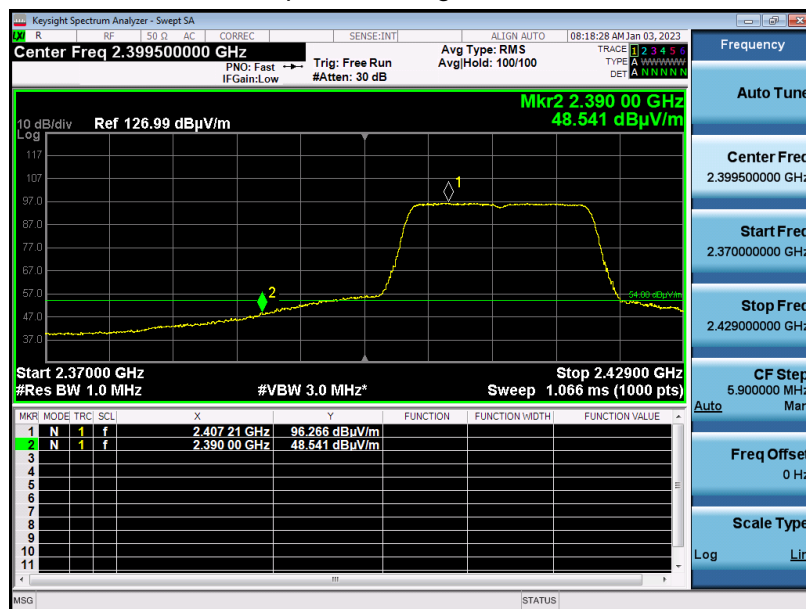 Keysight Spectrum Analyzer - Swept SA
LXI R RF 50 Ω AC CORREC SENSE:INT ALIGN AUTO 08:18:28 AM Jan 03, 2023
Center Freq 2.399500000 GHz Avg Type: RMS TRACE 1 2 3 4 5 6
PNO: Fast Trig: Free Run Avg|Hold: 100/100 TYPE A WWWWW
IFGain:Low #Atten: 30 dB DET A N N N N N
Mkr2 2.390 00 GHz
48.541 dBµV/m
10 dB/div Ref 126.99 dBµV/m
Log
117
107
97.0
87.0
77.0
67.0
57.0
47.0
37.0
1
2
54.00 dBµV/m
Start 2.37000 GHz Stop 2.42900 GHz
#Res BW 1.0 MHz #VBW 3.0 MHz* Sweep 1.066 ms (1000 pts)
MKR MODE TRC SCL X Y FUNCTION FUNCTION WIDTH FUNCTION VALUE
1 N 1 f 2.407 21 GHz 96.266 dBµV/m
2 N 1 f 2.390 00 GHz 48.541 dBµV/m
3
4
5
6
7
8
9
10
11
MSG STATUS
Frequency
Auto Tune
Center Freq
2.399500000 GHz
Start Freq
2.370000000 GHz
Stop Freq
2.429000000 GHz
CF Step
5.900000 MHz
Auto Man
Freq Offset
0 Hz
Scale Type
Log Lin